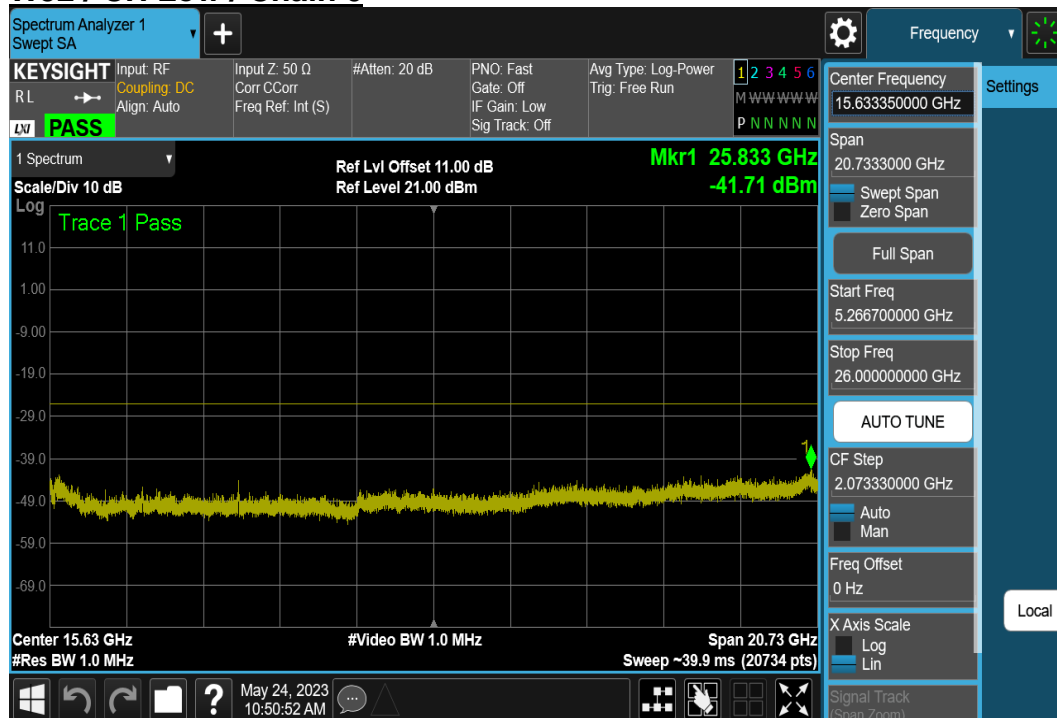 Spectrum Analyzer 1
Swept SA
Frequency
KEYSIGHT
RL
LXI
PASS
Input: RF
Coupling: DC
Align: Auto
Input Z: 50 Ω
Corr CCorr
Freq Ref: Int (S)
#Atten: 20 dB
PNO: Fast
Gate: Off
IF Gain: Low
Sig Track: Off
Avg Type: Log-Power
Trig: Free Run
1 2 3 4 5 6
M W W W W W
P N N N N N
1 Spectrum
Scale/Div 10 dB
Ref Lvl Offset 11.00 dB
Ref Level 21.00 dBm
Mkr1 25.833 GHz
-41.71 dBm
Log
Trace 1 Pass
11.0
1.00
-9.00
-19.0
-29.0
-39.0
-49.0
-59.0
-69.0
1
Center 15.63 GHz
#Res BW 1.0 MHz
#Video BW 1.0 MHz
Span 20.73 GHz
Sweep ~39.9 ms (20734 pts)
Center Frequency
15.633350000 GHz
Span
20.7333000 GHz
Swept Span
Zero Span
Full Span
Start Freq
5.266700000 GHz
Stop Freq
26.000000000 GHz
AUTO TUNE
CF Step
2.073330000 GHz
Auto
Man
Freq Offset
0 Hz
X Axis Scale
Log
Lin
Signal Track
(Span Zoom)
Settings
Local
May 24, 2023
10:50:52 AM